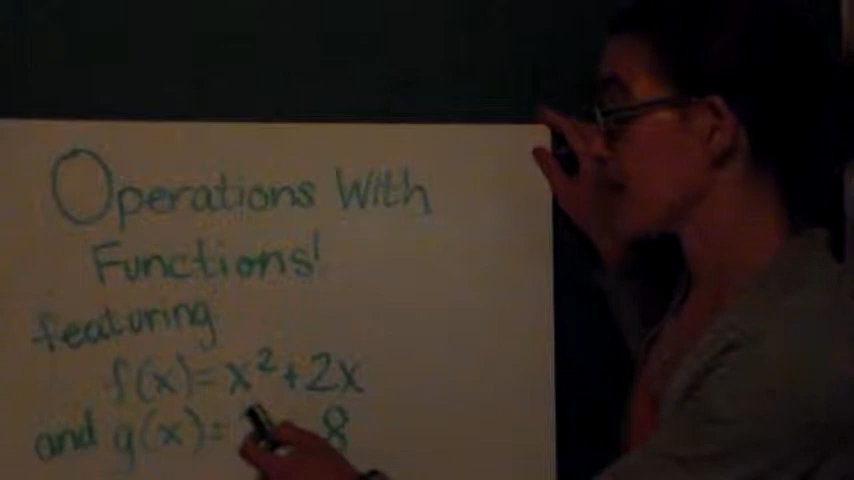 Operations With
Functions!
featuring
f(x)=x²+2x
and g(x)= 8